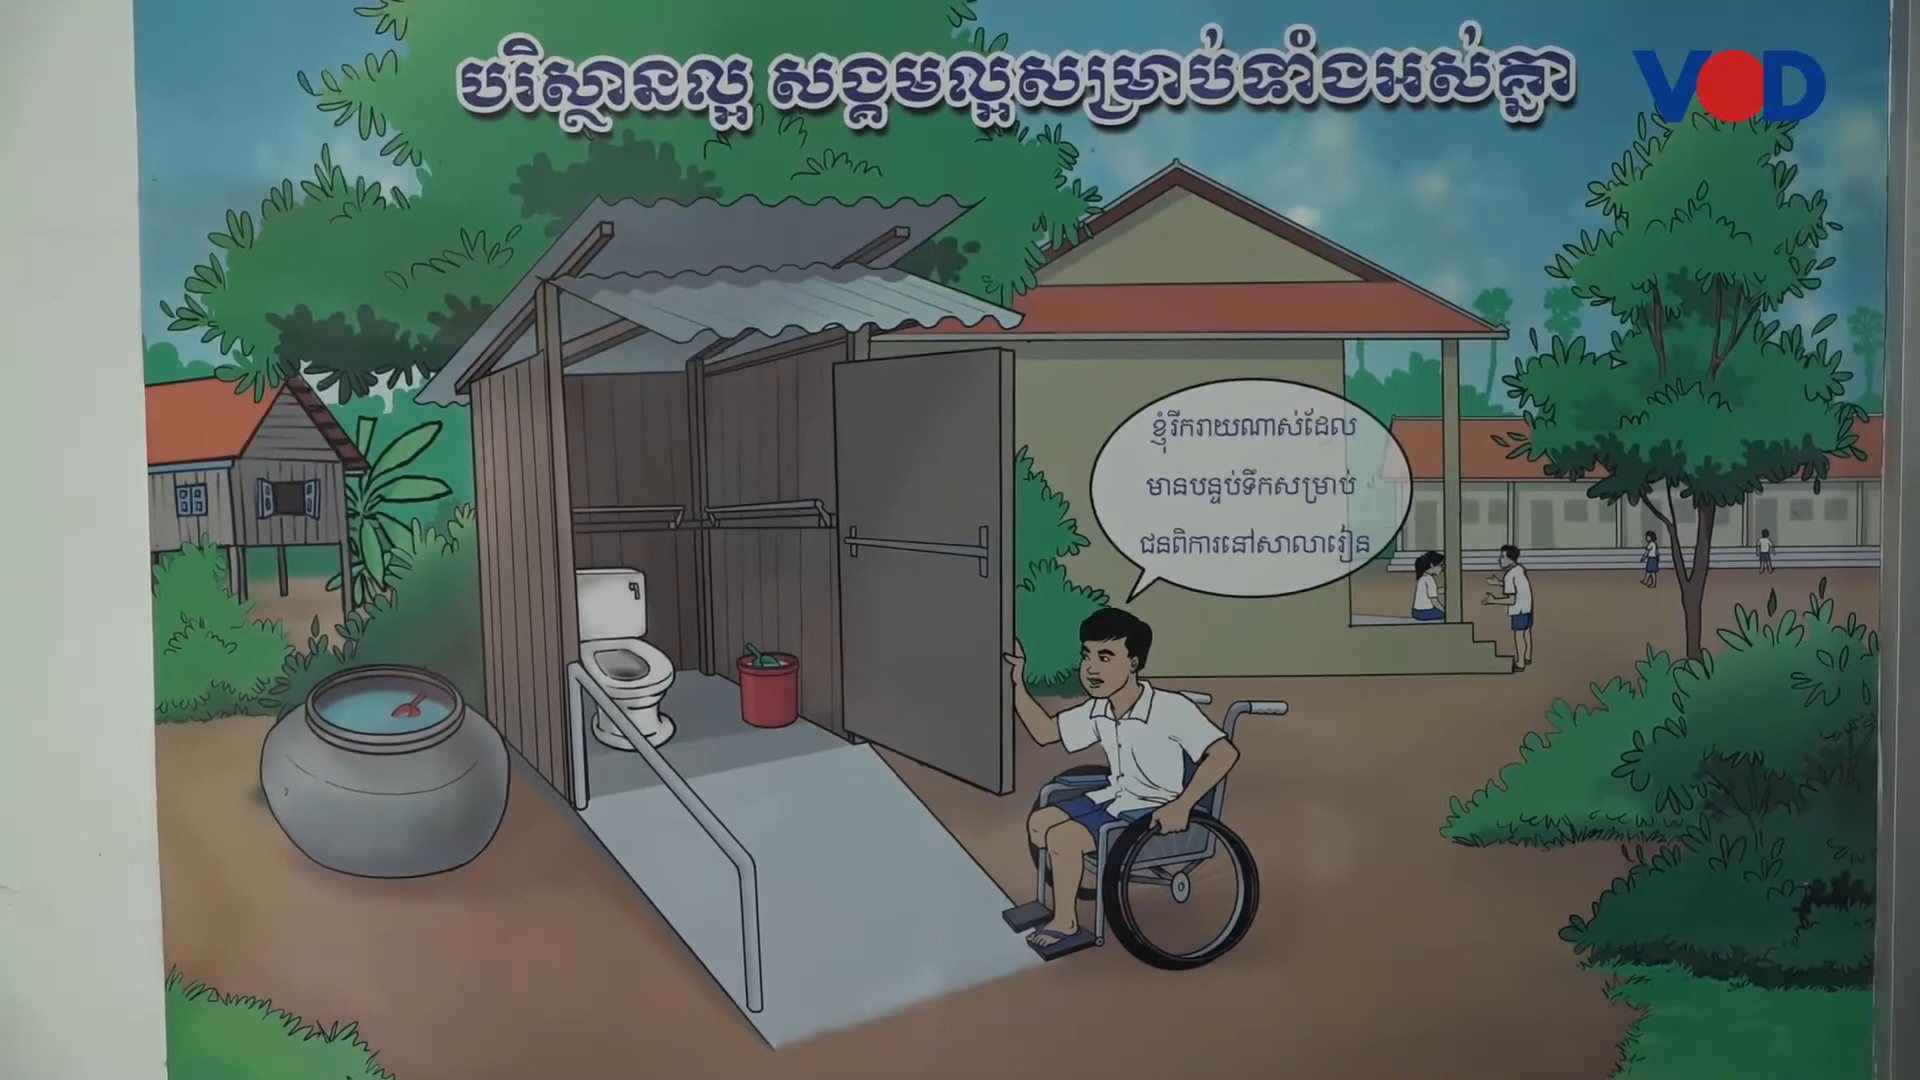 បរិស្ថានល្អ សង្គមល្អសម្រាប់ទាំងអស់គ្នា
VOD
ខ្ញុំរីករាយណាស់ដែល
មានបន្ទប់ទឹកសម្រាប់
ជនពិការនៅសាលារៀន